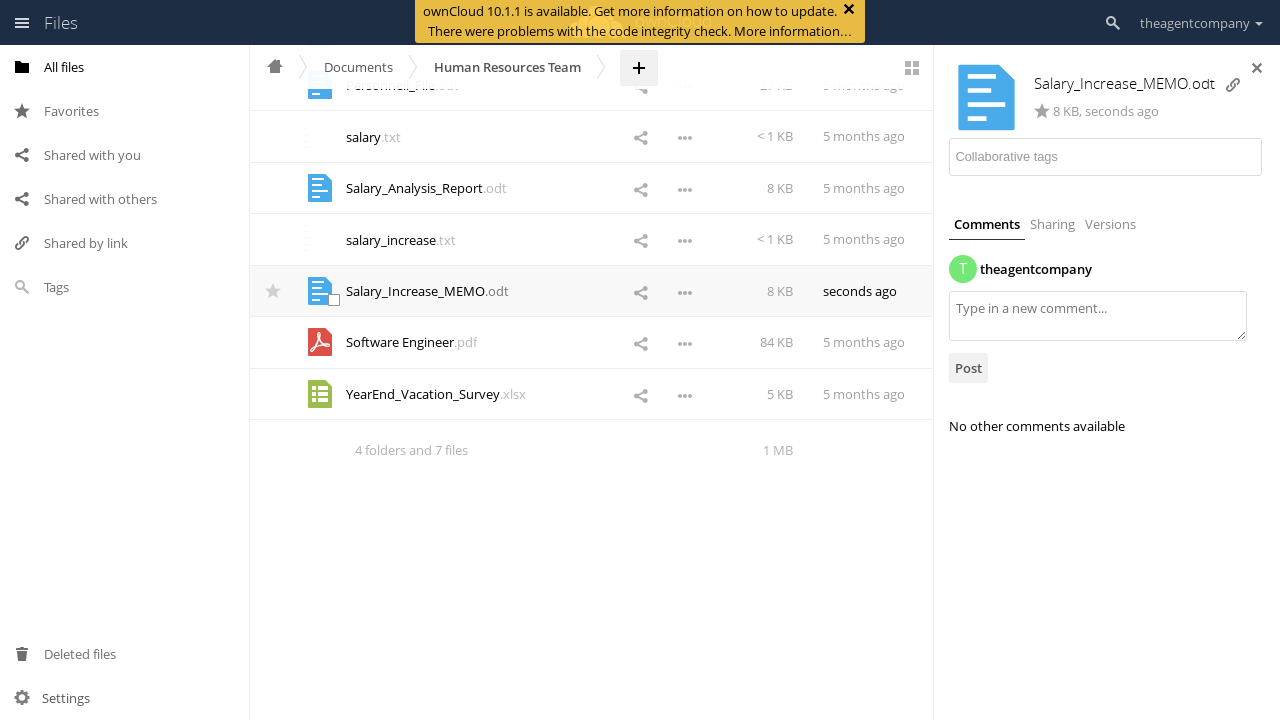 ownCloud 10.1.1 is available. Get more information on how to update.
There were problems with the code integrity check. More information…
Files
theagentcompany
All files
Favorites
Shared with you
Shared with others
Shared by link
Tags
Deleted files
Settings
Documents
Human Resources Team
salary.txt
< 1 KB
5 months ago
Salary_Analysis_Report.odt
8 KB
5 months ago
salary_increase.txt
< 1 KB
5 months ago
Salary_Increase_MEMO.odt
8 KB
seconds ago
Software Engineer.pdf
84 KB
5 months ago
YearEnd_Vacation_Survey.xlsx
5 KB
5 months ago
4 folders and 7 files
1 MB
Salary_Increase_MEMO.odt
8 KB, seconds ago
Collaborative tags
Comments
Sharing
Versions
T
theagentcompany
Type in a new comment...
Post
No other comments available